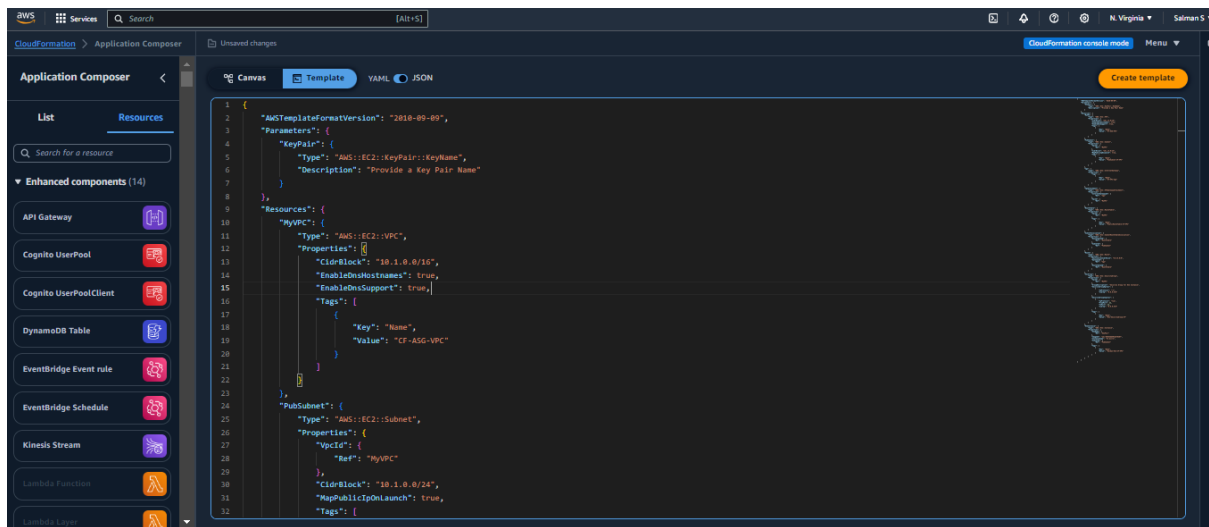 aws Services Search [Alt+S] N. Virginia ▼ Salman S
CloudFormation > Application Composer Unsaved changes CloudFormation console mode Menu ▼
Application Composer
Canvas Template YAML JSON Create template
List Resources
Search for a resource
▼ Enhanced components (14)
API Gateway
Cognito UserPool
Cognito UserPoolClient
DynamoDB Table
EventBridge Event rule
EventBridge Schedule
Kinesis Stream
Lambda Function
Lambda Layer
1 {
2 "AWSTemplateFormatVersion": "2010-09-09",
3 "Parameters": {
4 "KeyPair": {
5 "Type": "AWS::EC2::KeyPair::KeyName",
6 "Description": "Provide a Key Pair Name"
7 }
8 },
9 "Resources": {
10 "MyVPC": {
11 "Type": "AWS::EC2::VPC",
12 "Properties": {
13 "CidrBlock": "10.1.0.0/16",
14 "EnableDnsHostnames": true,
15 "EnableDnsSupport": true,
16 "Tags": [
17 {
18 "Key": "Name",
19 "Value": "CF-ASG-VPC"
20 }
21 ]
22 }
23 },
24 "PubSubnet": {
25 "Type": "AWS::EC2::Subnet",
26 "Properties": {
27 "VpcId": {
28 "Ref": "MyVPC"
29 },
30 "CidrBlock": "10.1.0.0/24",
31 "MapPublicIpOnLaunch": true,
32 "Tags": [